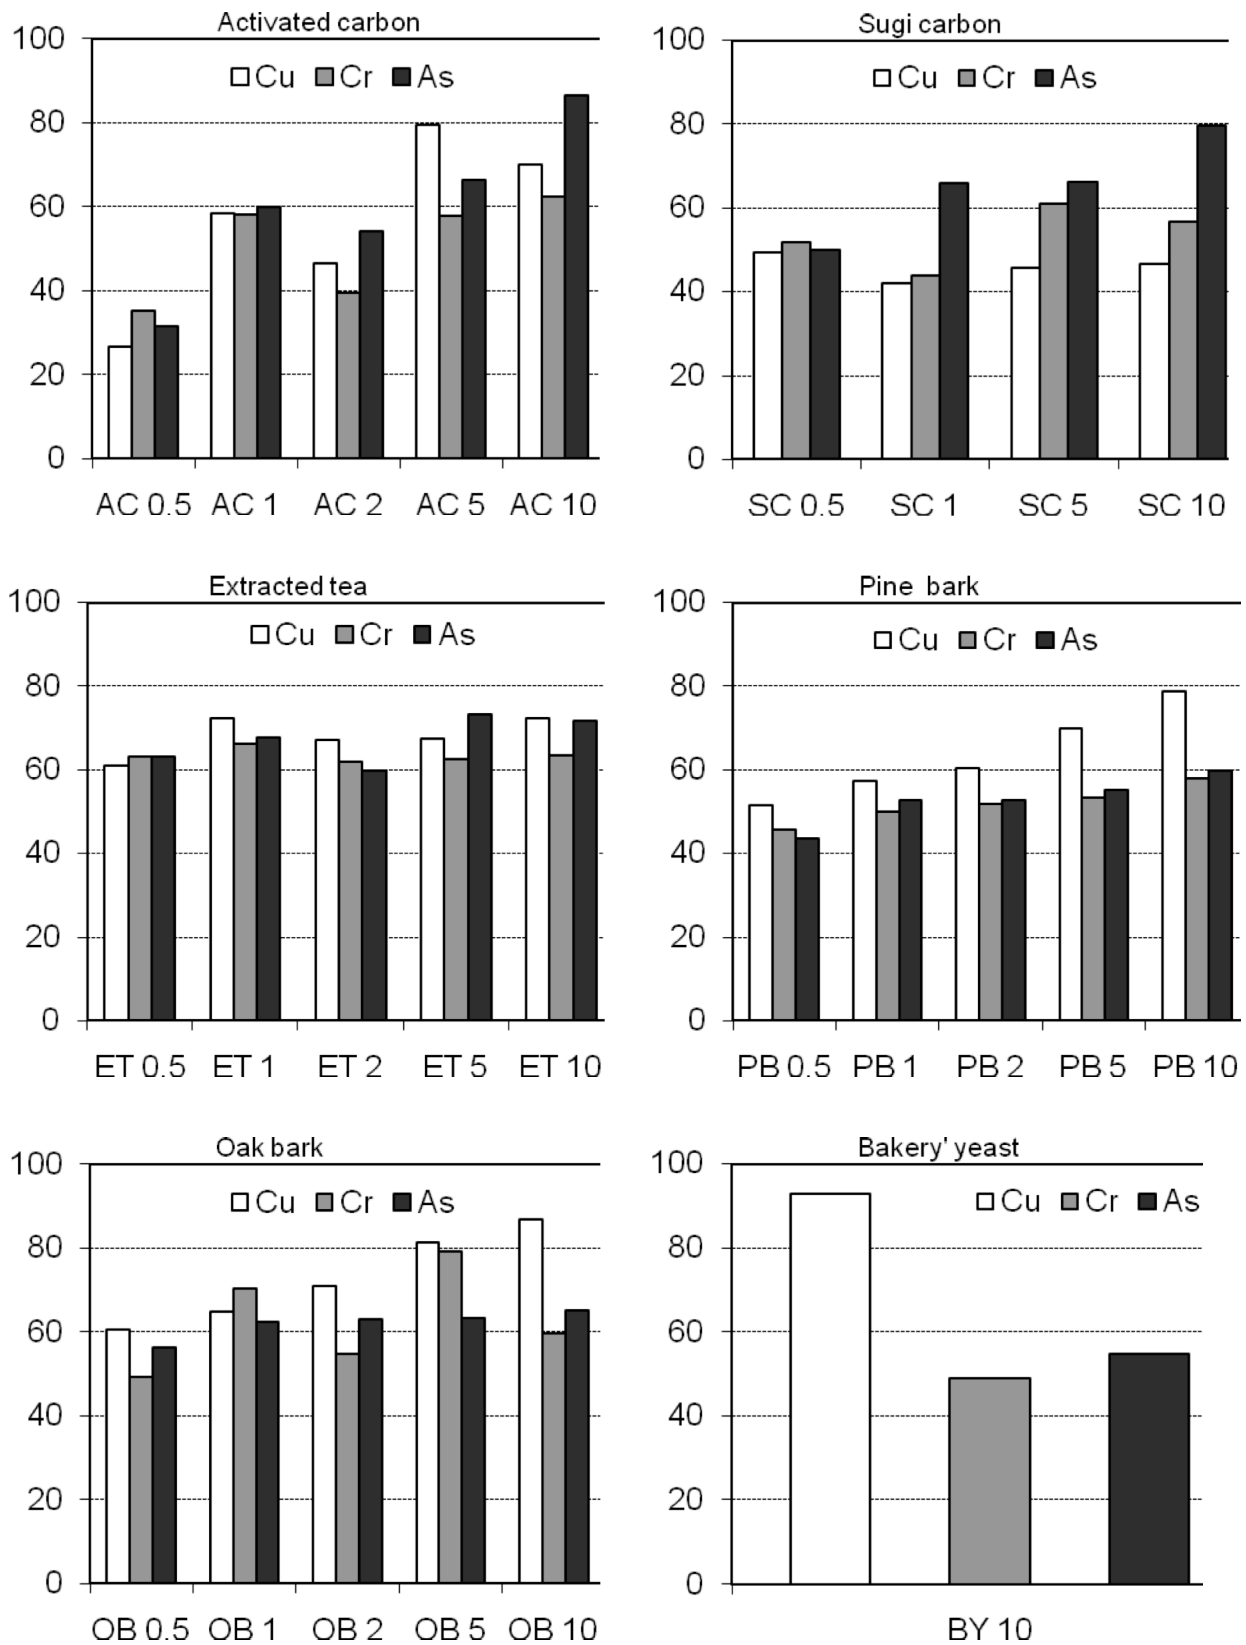 Activated carbon
100
Cu Cr As
80
60
40
20
0
AC 0.5 AC 1 AC 2 AC 5 AC 10
Sugi carbon
100
Cu Cr As
80
60
40
20
0
SC 0.5 SC 1 SC 5 SC 10
Extracted tea
100
Cu Cr As
80
60
40
20
0
ET 0.5 ET 1 ET 2 ET 5 ET 10
Pine bark
100
Cu Cr As
80
60
40
20
0
PB 0.5 PB 1 PB 2 PB 5 PB 10
Oak bark
100
Cu Cr As
80
60
40
20
0
OB 0.5 OB 1 OB 2 OB 5 OB 10
Bakery' yeast
100
Cu Cr As
80
60
40
20
0
BY 10